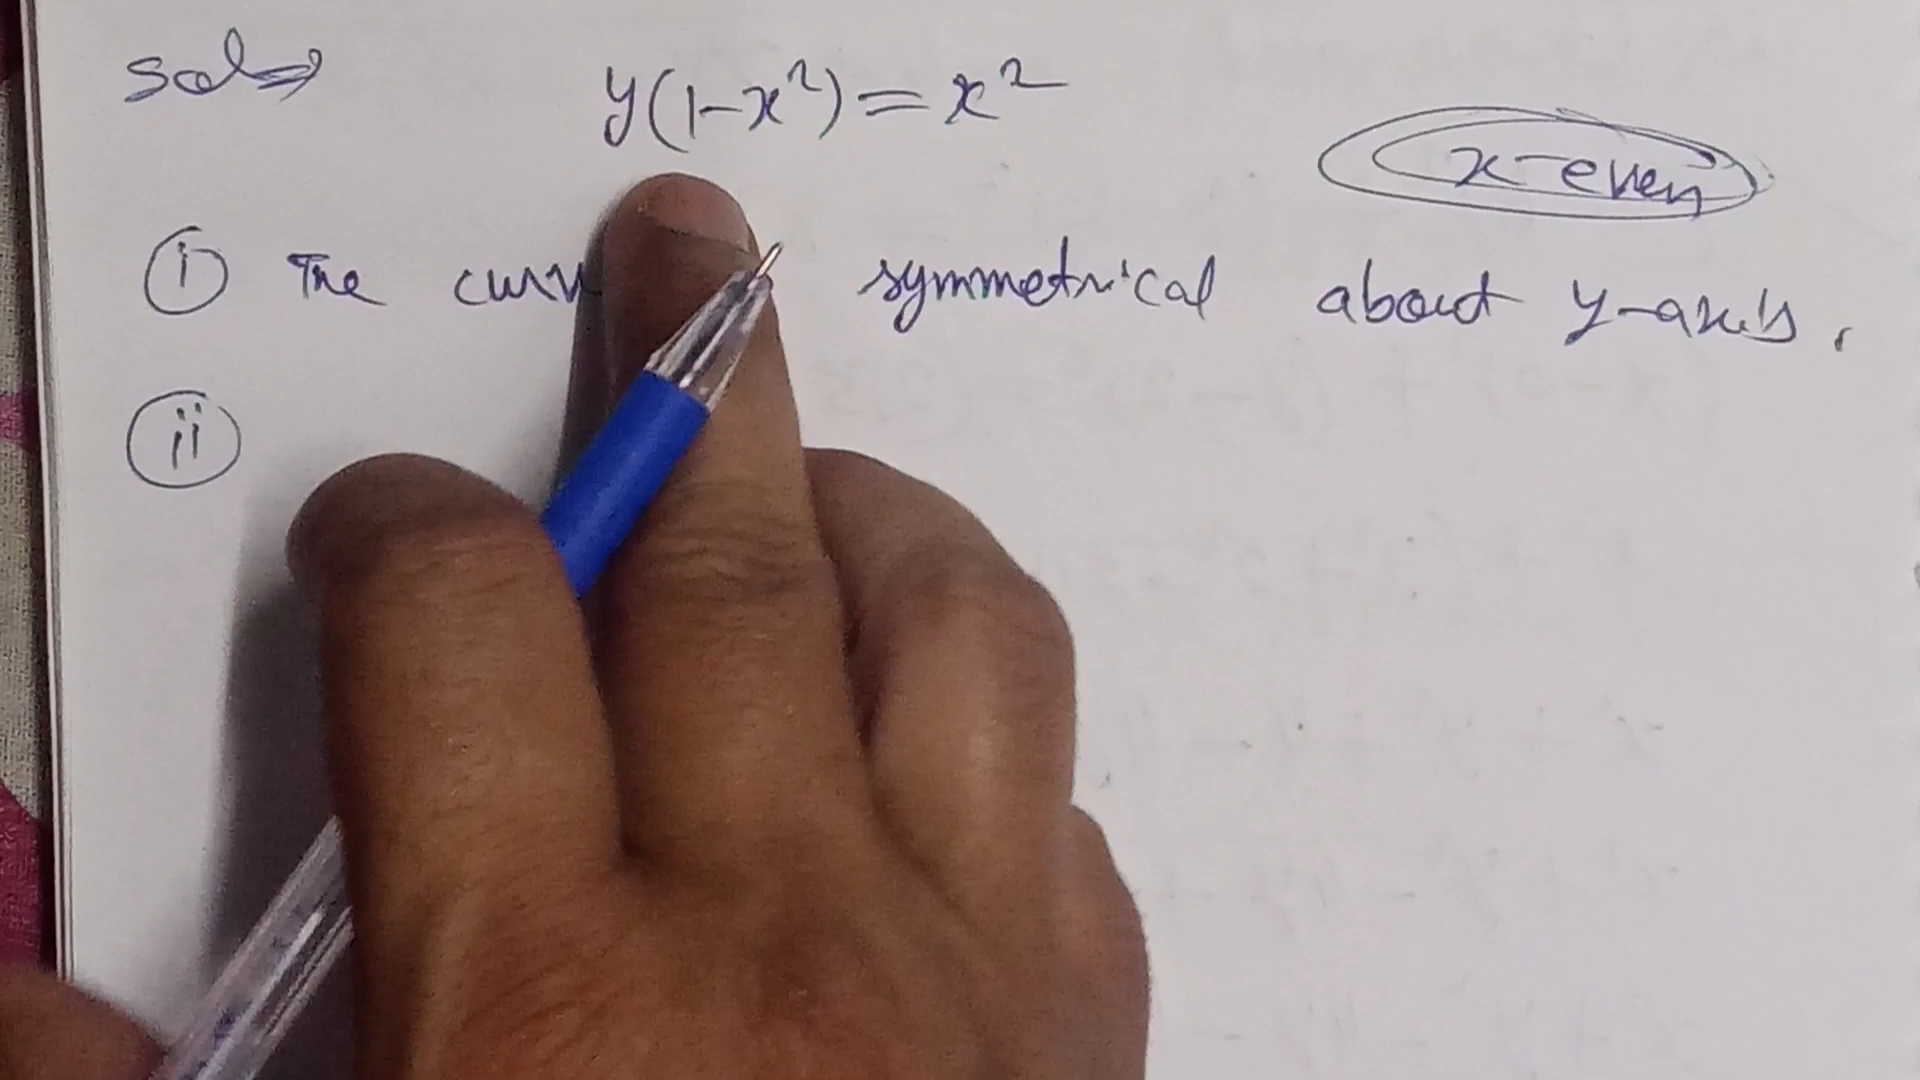 Sol⇒ y(1-x²)=x²
x-even
(i) The symmetrical about y-axis.
(ii)